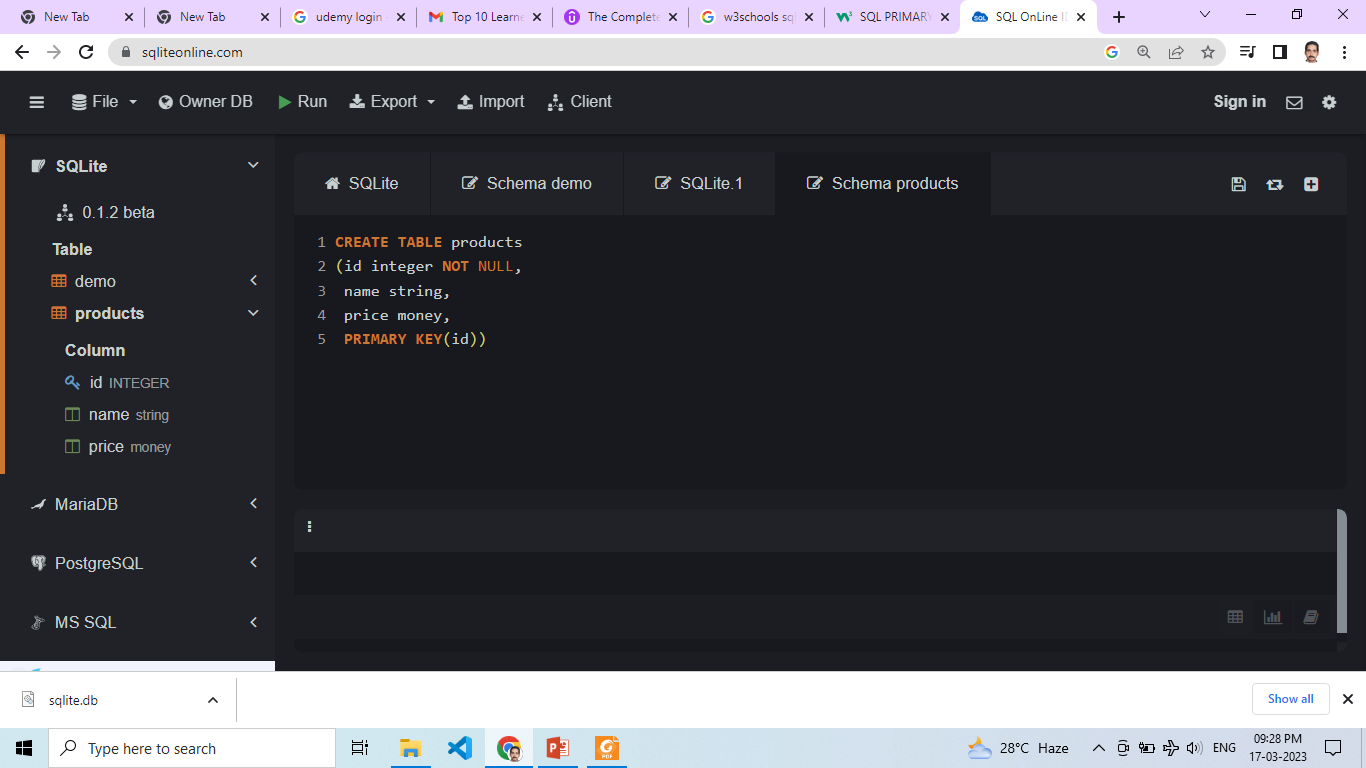 New Tab
New Tab
udemy login
Top 10 Learne
The Complete
w3schools sq
SQL PRIMARY
SQL OnLine I
sqliteonline.com
File
Owner DB
Run
Export
Import
Client
Sign in
SQLite
0.1.2 beta
Table
demo
products
Column
id INTEGER
name string
price money
MariaDB
PostgreSQL
MS SQL
SQLite
Schema demo
SQLite.1
Schema products
1 CREATE TABLE products
2 (id integer NOT NULL,
3 name string,
4 price money,
5 PRIMARY KEY(id))
sqlite.db
Show all
Type here to search
28°C Haze
ENG
09:28 PM
17-03-2023